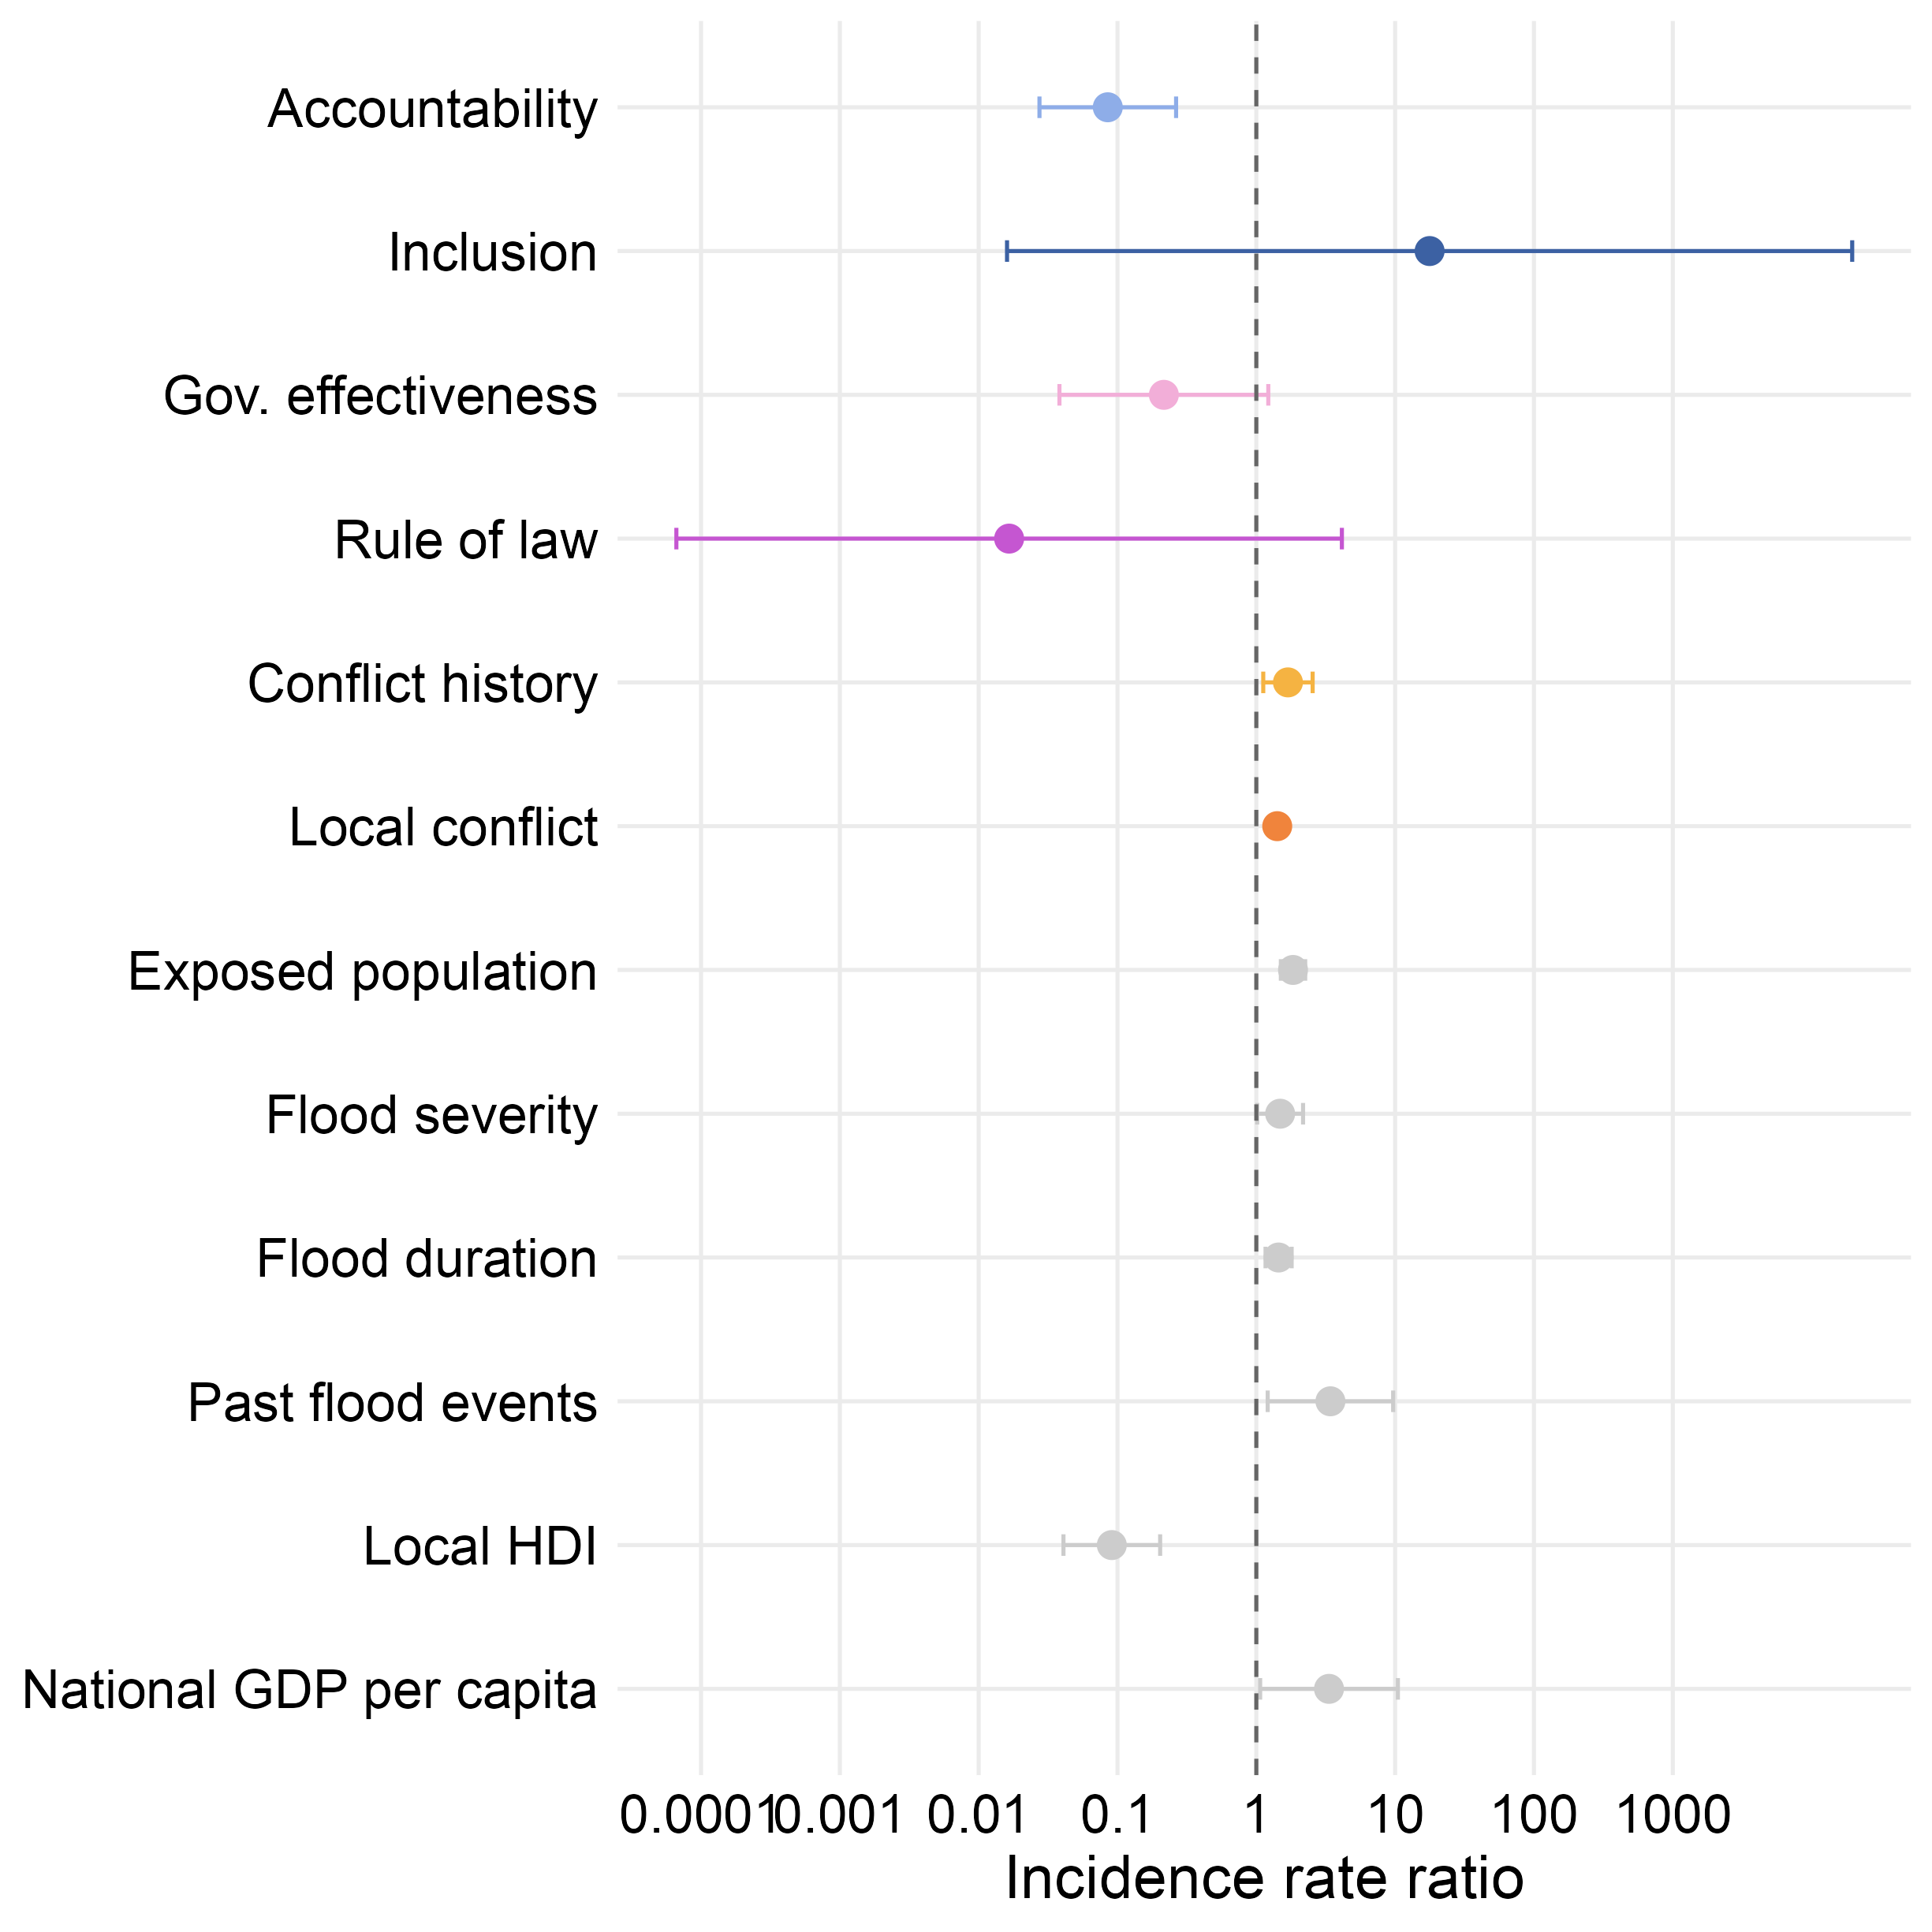 Accountability
Inclusion
Gov. effectiveness
Rule of law
Conflict history
Local conflict
Exposed population
Flood severity
Flood duration
Past flood events
Local HDI
National GDP per capita
0.0001 0.001 0.01 0.1 1 10 100 1000
Incidence rate ratio